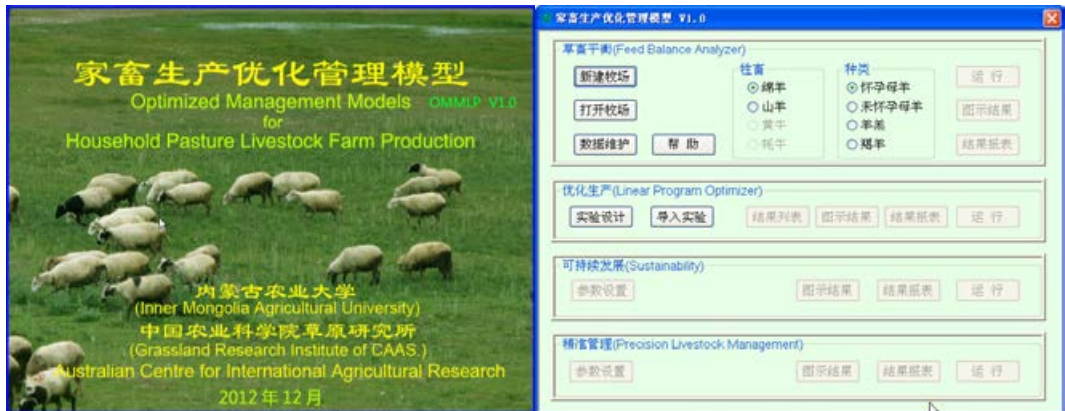 家畜生产优化管理模型
Optimized Management Models OMMLP V1.0
for
Household Pasture Livestock Farm Production
内蒙古农业大学
(Inner Mongolia Agricultural University)
中国农业科学院草原研究所
(Grassland Research Institute of CAAS.)
Australian Centre for International Agricultural Research
2012 年 12 月
家畜生产优化管理模型 V1.0
草畜平衡(Feed Balance Analyzer)
新建牧场
打开牧场
数据维护 帮 助
牲畜
绵羊
山羊
黄牛
牦牛
种类
怀孕母羊
未怀孕母羊
羊羔
羯羊
运 行
图示结果
结果报表
优化生产(Linear Program Optimizer)
实验设计 导入实验 结果列表 图示结果 结果报表 运 行
可持续发展(Sustainability)
参数设置 图示结果 结果报表 运 行
精准管理(Precision Livestock Management)
参数设置 图示结果 结果报表 运 行